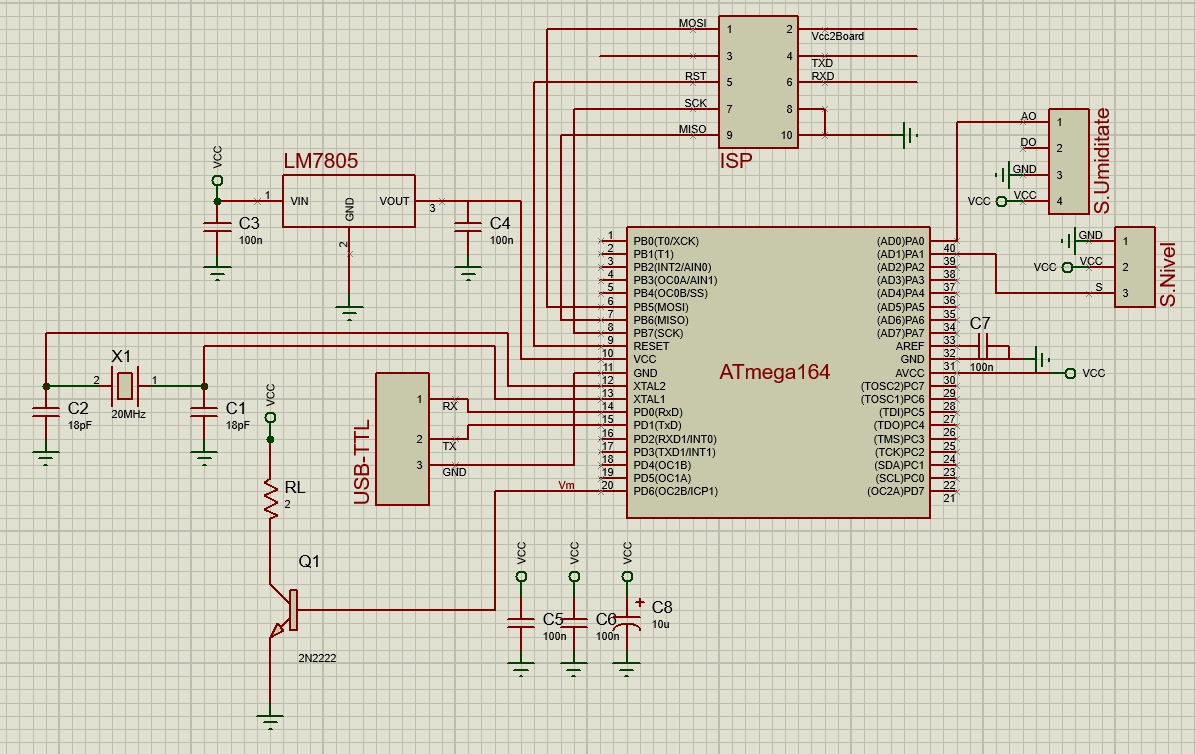 MOSI 1 2 Vcc2Board
3 4 TXD
RST 5 6 RXD
SCK 7 8
MISO 9 10
ISP
VCC
LM7805
1 VIN GND VOUT 3
2
C3
100n
C4
100n
AO 1
DO 2
GND 3
VCC VCC 4
S.Umiditate
GND 1
VCC VCC 2
S 3
S.Nivel
1 PB0(T0/XCK) (AD0)PA0 40
2 PB1(T1) (AD1)PA1 39
3 PB2(INT2/AIN0) (AD2)PA2 38
4 PB3(OC0A/AIN1) (AD3)PA3 37
5 PB4(OC0B/SS) (AD4)PA4 36
6 PB5(MOSI) (AD5)PA5 35
7 PB6(MISO) (AD6)PA6 34
8 PB7(SCK) (AD7)PA7 33
9 RESET AREF 32
10 VCC GND 31
11 GND AVCC 30
12 XTAL2 (TOSC2)PC7 29
13 XTAL1 (TOSC1)PC6 28
14 PD0(RxD) (TDI)PC5 27
15 PD1(TxD) (TDO)PC4 26
16 PD2(RXD1/INT0) (TMS)PC3 25
17 PD3(TXD1/INT1) (TCK)PC2 24
18 PD4(OC1B) (SDA)PC1 23
19 PD5(OC1A) (SCL)PC0 22
20 PD6(OC2B/ICP1) (OC2A)PD7 21
ATmega164
C7
100n
VCC
X1
2 1
20MHz
C2
18pF
C1
18pF
VCC
RL
2
USB-TTL
1 RX
2 TX
3 GND
Vm
Q1
2N2222
VCC
C5
100n
VCC
C6
100n
VCC
+
C8
10u